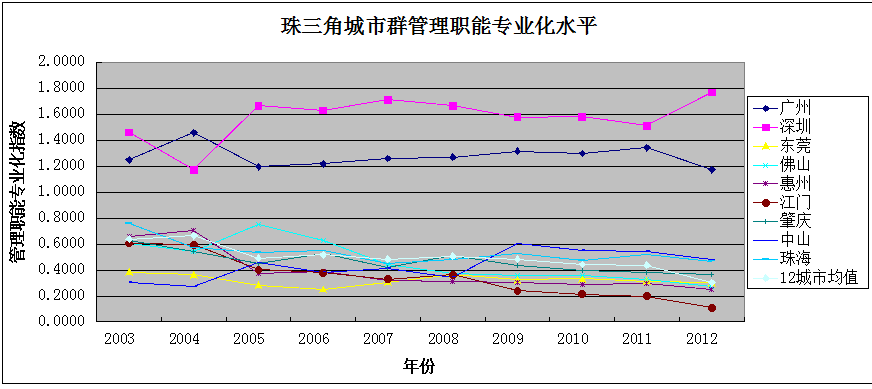 珠三角城市群管理职能专业化水平
管理职能专业化指数
2.0000
1.8000
1.6000
1.4000
1.2000
1.0000
0.8000
0.6000
0.4000
0.2000
0.0000
2003 2004 2005 2006 2007 2008 2009 2010 2011 2012
年份
广州
深圳
东莞
佛山
惠州
江门
肇庆
中山
珠海
12城市均值